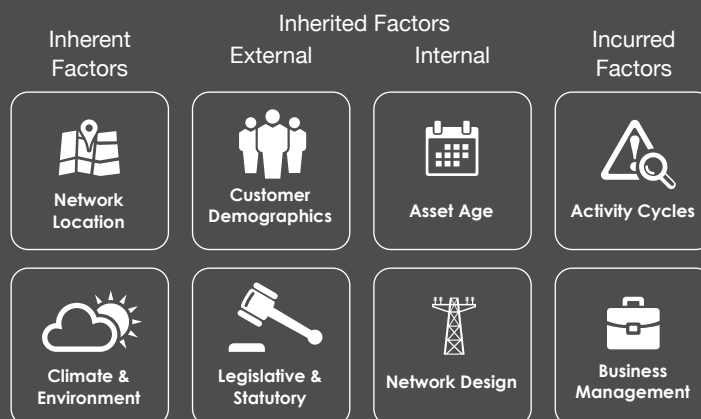 Inherent
Factors
Inherited Factors
External
Internal
Incurred
Factors
Network
Location
Customer
Demographics
Asset Age
Activity Cycles
Climate &
Environment
Legislative &
Statutory
Network Design
Business
Management